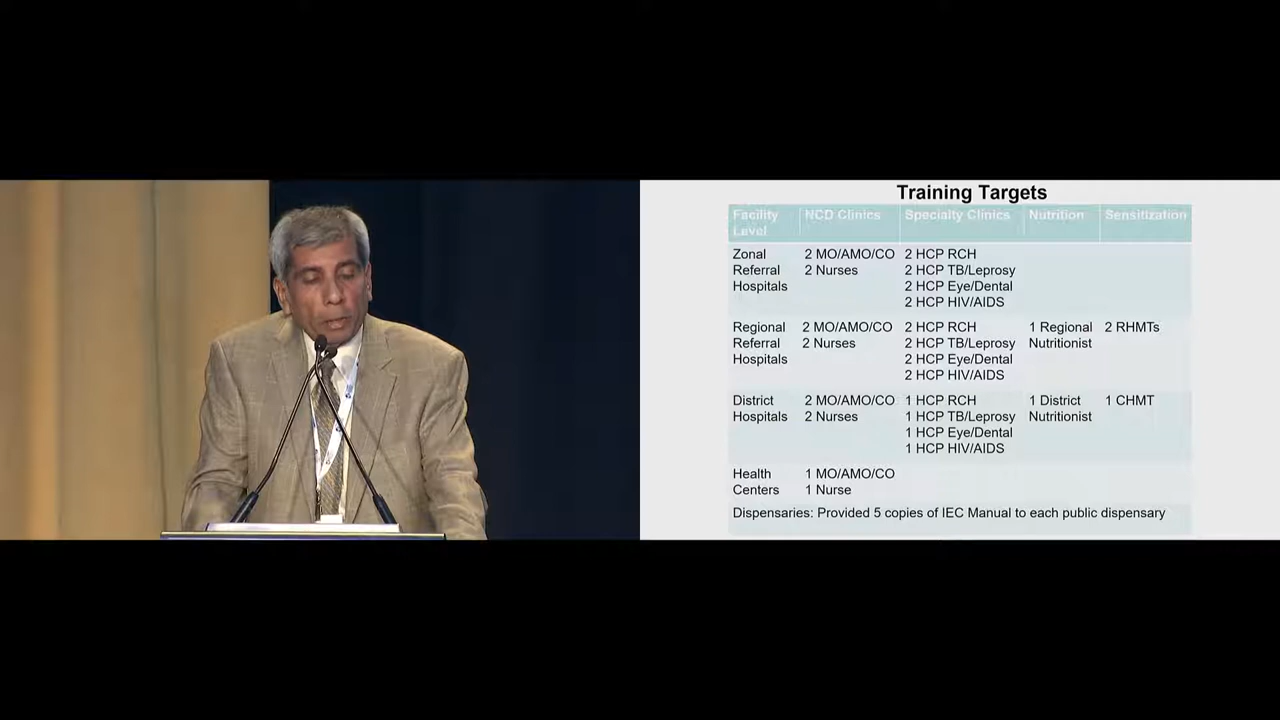 Training Targets
Facility Level NCD Clinics Specialty Clinics Nutrition Sensitization
Zonal Referral Hospitals
2 MO/AMO/CO
2 Nurses
2 HCP RCH
2 HCP TB/Leprosy
2 HCP Eye/Dental
2 HCP HIV/AIDS
Regional Referral Hospitals
2 MO/AMO/CO
2 Nurses
2 HCP RCH
2 HCP TB/Leprosy
2 HCP Eye/Dental
2 HCP HIV/AIDS
1 Regional Nutritionist
2 RHMTs
District Hospitals
2 MO/AMO/CO
2 Nurses
1 HCP RCH
1 HCP TB/Leprosy
1 HCP Eye/Dental
1 HCP HIV/AIDS
1 District Nutritionist
1 CHMT
Health Centers
1 MO/AMO/CO
1 Nurse
Dispensaries: Provided 5 copies of IEC Manual to each public dispensary